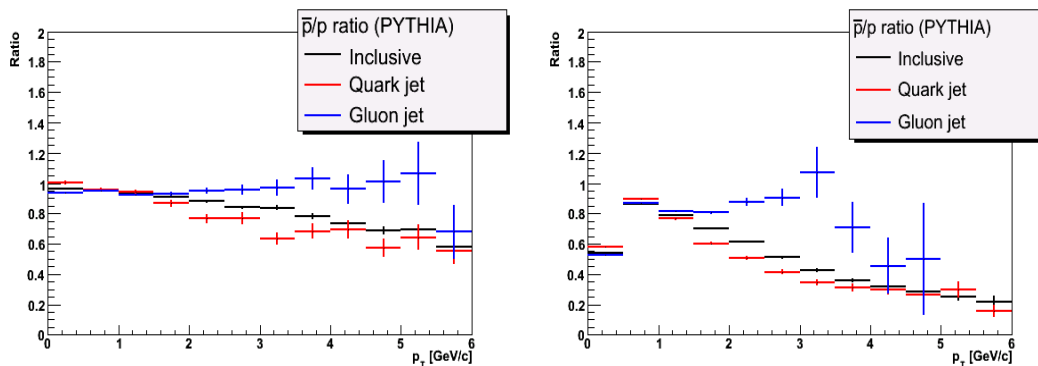 p̅/p ratio (PYTHIA)
Inclusive
Quark jet
Gluon jet
Ratio
2
1.8
1.6
1.4
1.2
1
0.8
0.6
0.4
0.2
0
0 1 2 3 4 5 6
p_T [GeV/c]
p̅/p ratio (PYTHIA)
Inclusive
Quark jet
Gluon jet
Ratio
2
1.8
1.6
1.4
1.2
1
0.8
0.6
0.4
0.2
0
0 1 2 3 4 5 6
p_T [GeV/c]